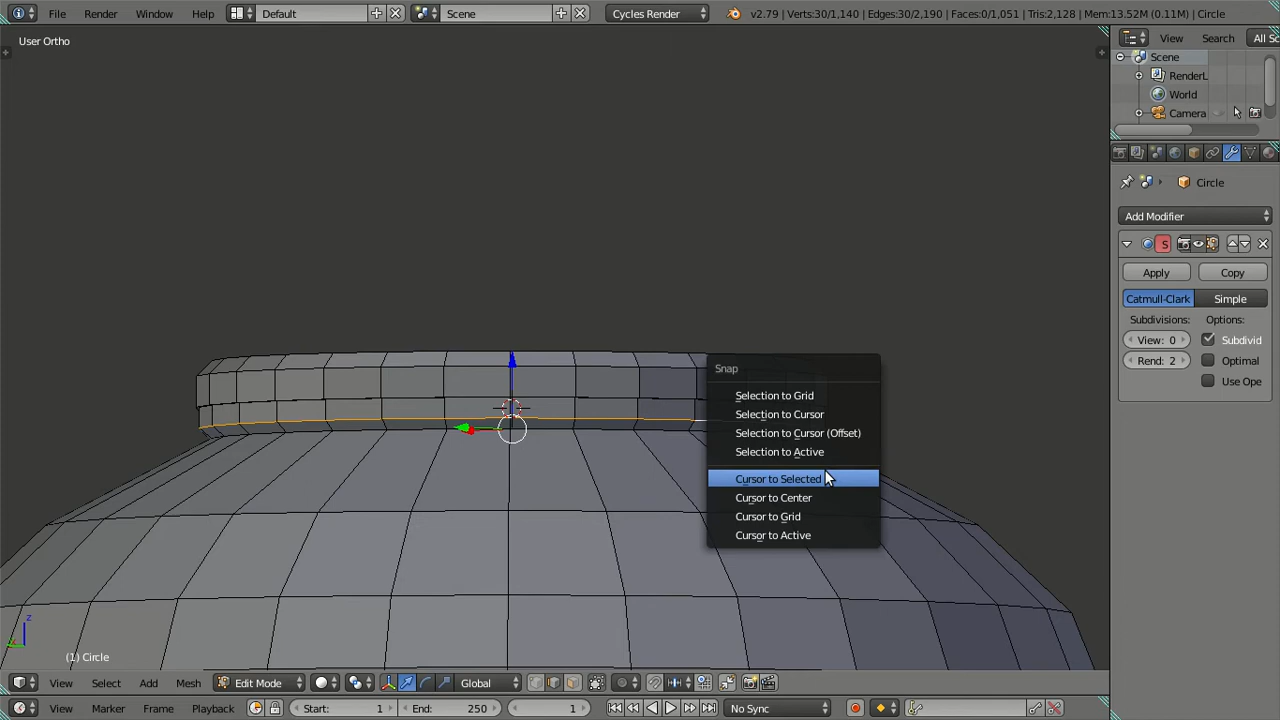 File Render Window Help Default Scene Cycles Render v2.79 | Verts:30/1,140 | Edges:30/2,190 | Faces:0/1,051 | Tris:2,128 | Mem:13.52M (0.11M) | Circle
User Ortho
View Search All Sc
Scene
RenderL
World
Camera
Circle
Add Modifier
S
Apply Copy
Catmull-Clark Simple
Subdivisions: Options:
View: 0 Subdivid
Rend: 2 Optimal
Use Ope
Snap
Selection to Grid
Selection to Cursor
Selection to Cursor (Offset)
Selection to Active
Cursor to Selected
Cursor to Center
Cursor to Grid
Cursor to Active
z
(1) Circle
View Select Add Mesh Edit Mode Global
View Marker Frame Playback Start: 1 End: 250 1 No Sync